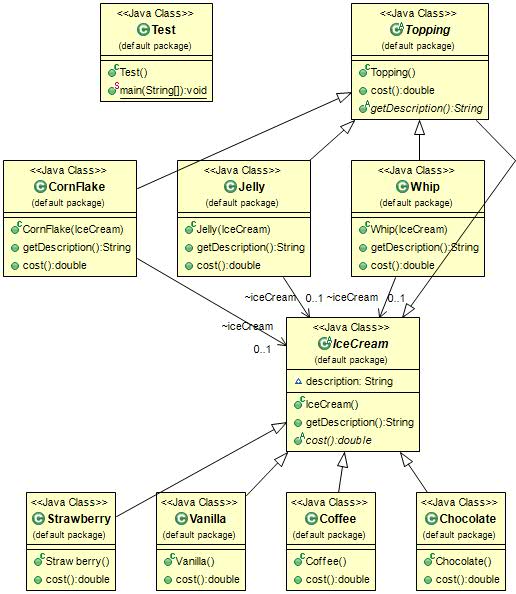 <<Java Class>>
Test
(default package)
Test()
main(String[]):void
<<Java Class>>
Topping
(default package)
Topping()
cost():double
getDescription():String
<<Java Class>>
CornFlake
(default package)
CornFlake(IceCream)
getDescription():String
cost():double
<<Java Class>>
Jelly
(default package)
Jelly(IceCream)
getDescription():String
cost():double
<<Java Class>>
Whip
(default package)
Whip(IceCream)
getDescription():String
cost():double
~iceCream
0..1
~iceCream
0..1
~iceCream
0..1
<<Java Class>>
IceCream
(default package)
description: String
IceCream()
getDescription():String
cost():double
<<Java Class>>
Strawberry
(default package)
Strawberry()
cost():double
<<Java Class>>
Vanilla
(default package)
Vanilla()
cost():double
<<Java Class>>
Coffee
(default package)
Coffee()
cost():double
<<Java Class>>
Chocolate
(default package)
Chocolate()
cost():double